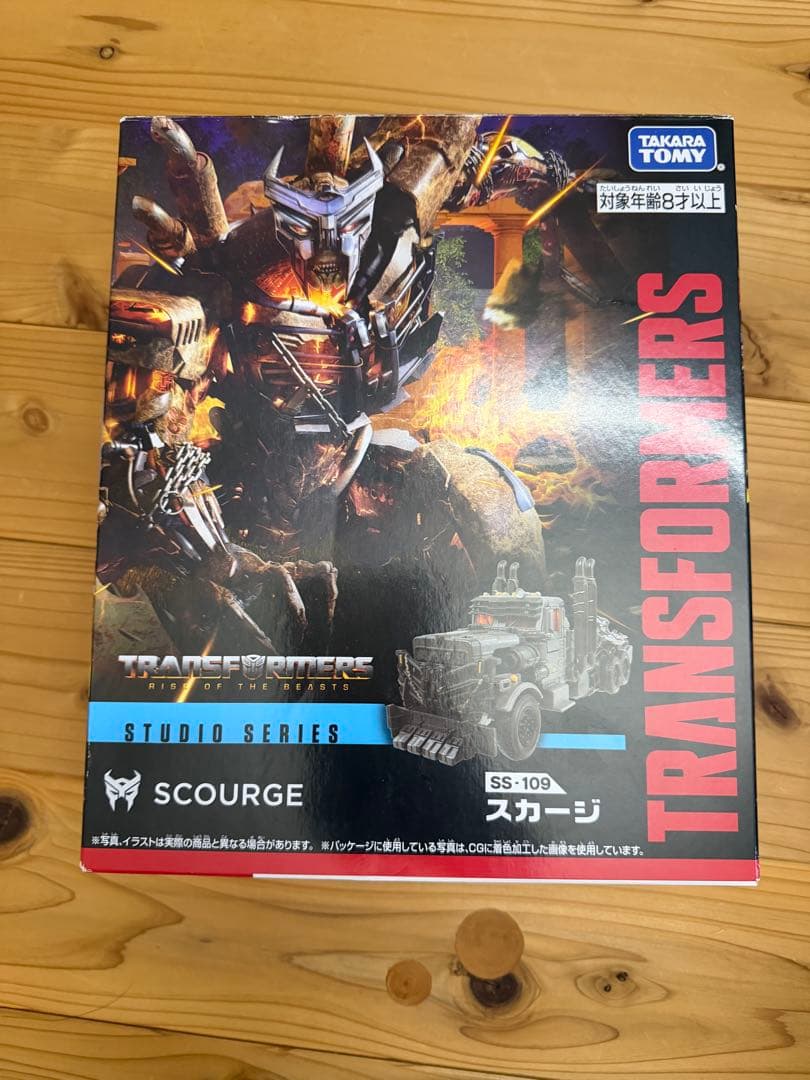 TAKARA
TOMY
たいしょうねんれい さい いじょう
対象年齢8才以上
TRANSFORMERS
TRANSFORMERS
RISE OF THE BEASTS
STUDIO SERIES
SCOURGE
SS-109
スカージ
※写真、イラストは実際の商品と異なる場合があります。 ※パッケージに使用している写真は、CGに着色加工した画像を使用しています。